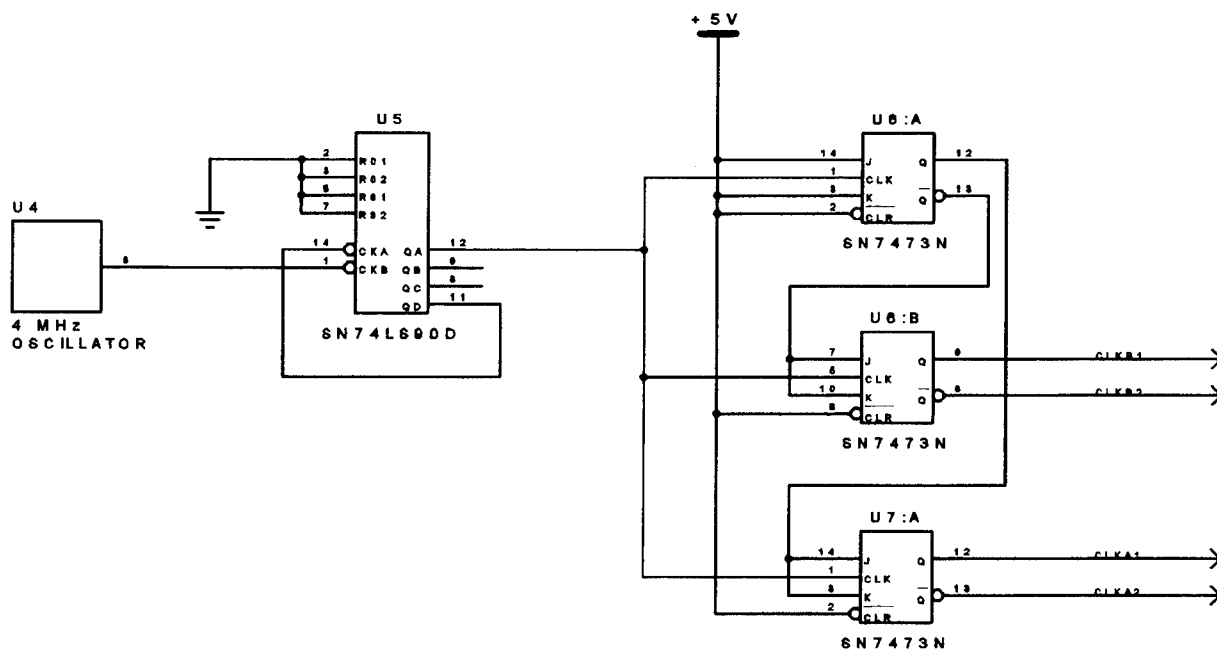 +5V
U5
2 R01
3 R02
6 R91
7 R92
14 CKA QA 12
1 CKB QB 9
QC 8
QD 11
SN74LS90D
U4
6
4 MHz
OSCILLATOR
U6:A
14 J Q 12
1 CLK
3 K Q 13
2 CLR
SN7473N
U6:B
7 J Q 9 CLKB1
5 CLK
10 K Q 8 CLKB2
6 CLR
SN7473N
U7:A
14 J Q 12 CLKA1
1 CLK
3 K Q 13 CLKA2
2 CLR
SN7473N